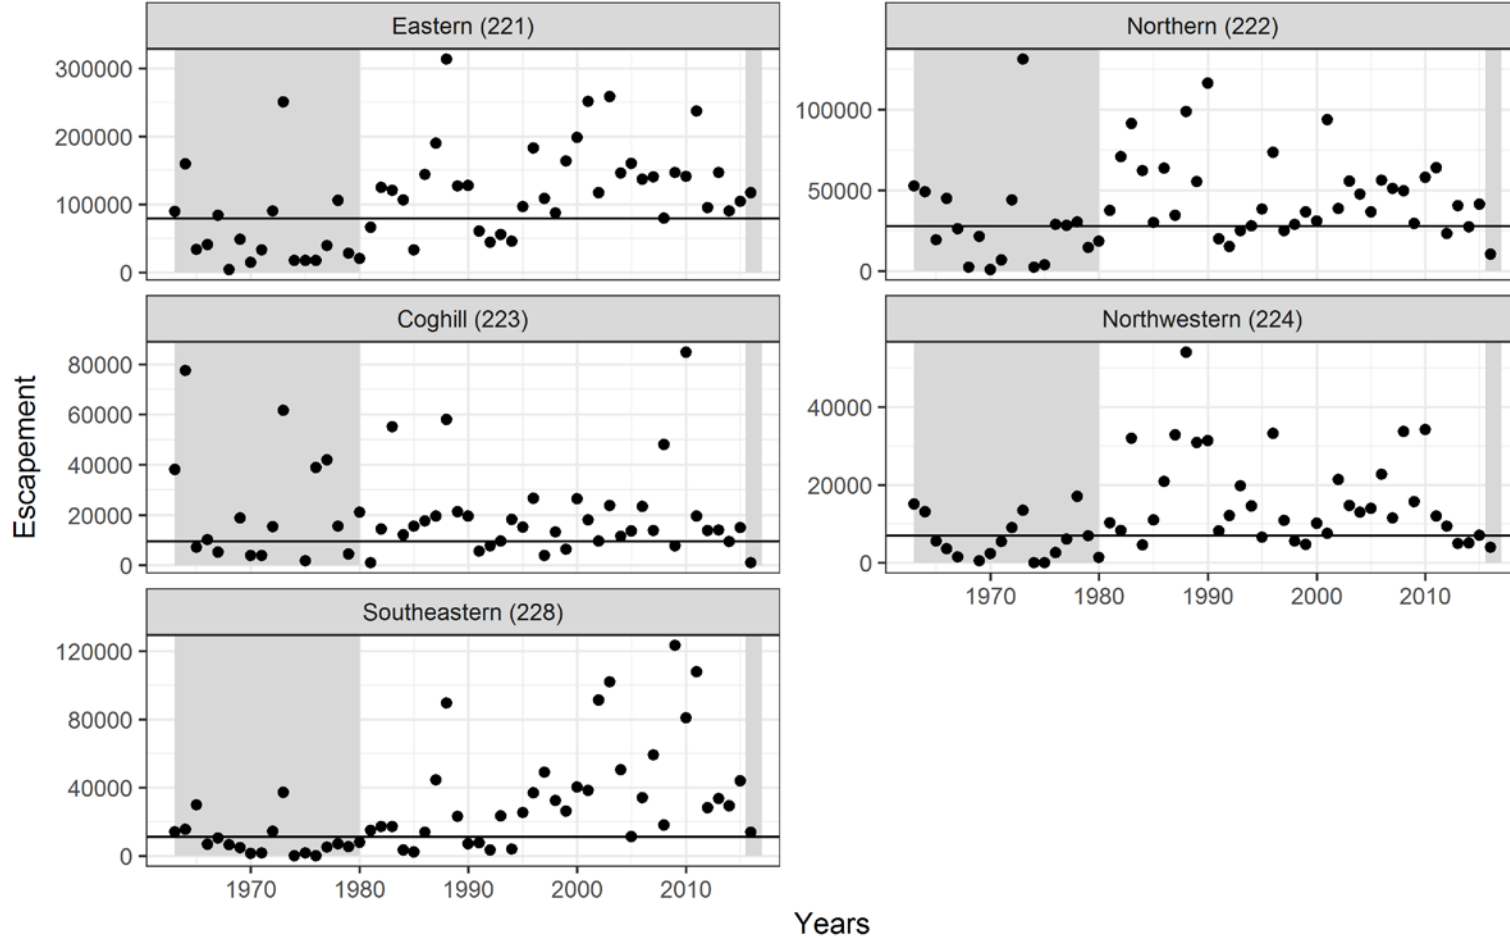 Eastern (221)
300000
200000
100000
0
Northern (222)
100000
50000
0
Coghill (223)
80000
60000
40000
20000
0
Northwestern (224)
40000
20000
0
1970 1980 1990 2000 2010
Southeastern (228)
120000
80000
40000
0
1970 1980 1990 2000 2010
Escapement
Years